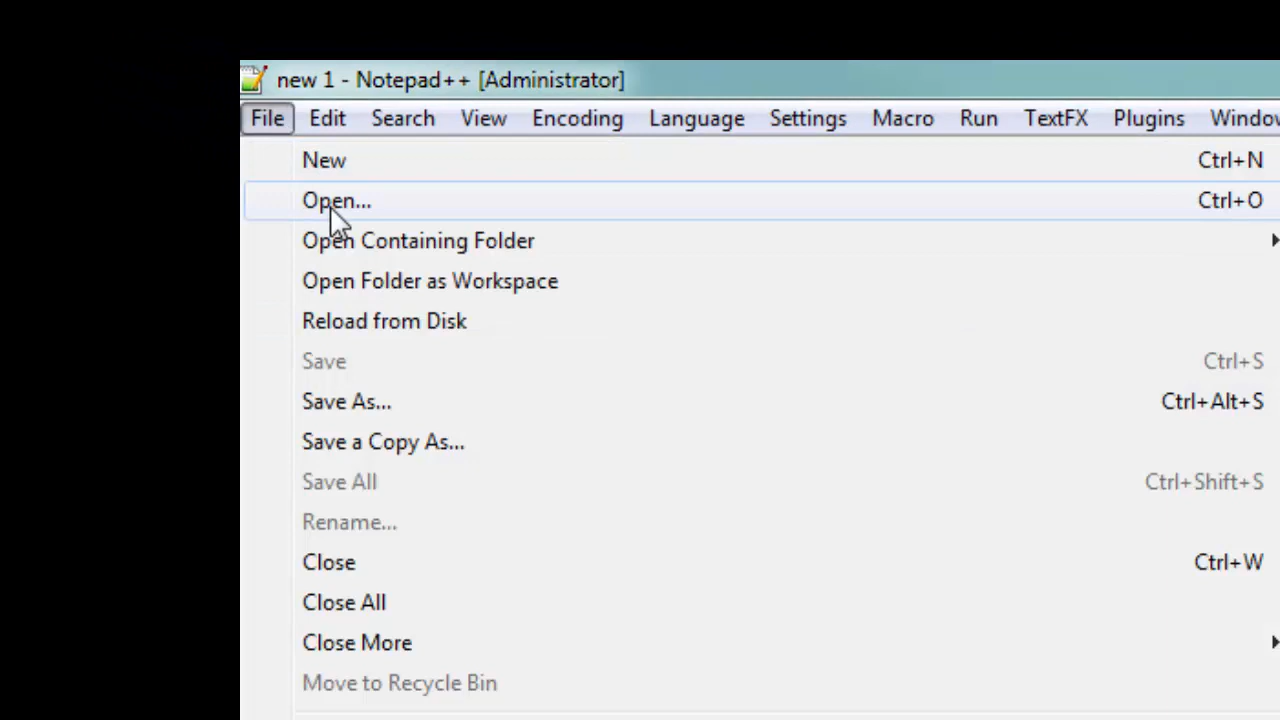 new 1 - Notepad++ [Administrator]
File Edit Search View Encoding Language Settings Macro Run TextFX Plugins Windo
New Ctrl+N
Open... Ctrl+O
Open Containing Folder
Open Folder as Workspace
Reload from Disk
Save Ctrl+S
Save As... Ctrl+Alt+S
Save a Copy As...
Save All Ctrl+Shift+S
Rename...
Close Ctrl+W
Close All
Close More
Move to Recycle Bin